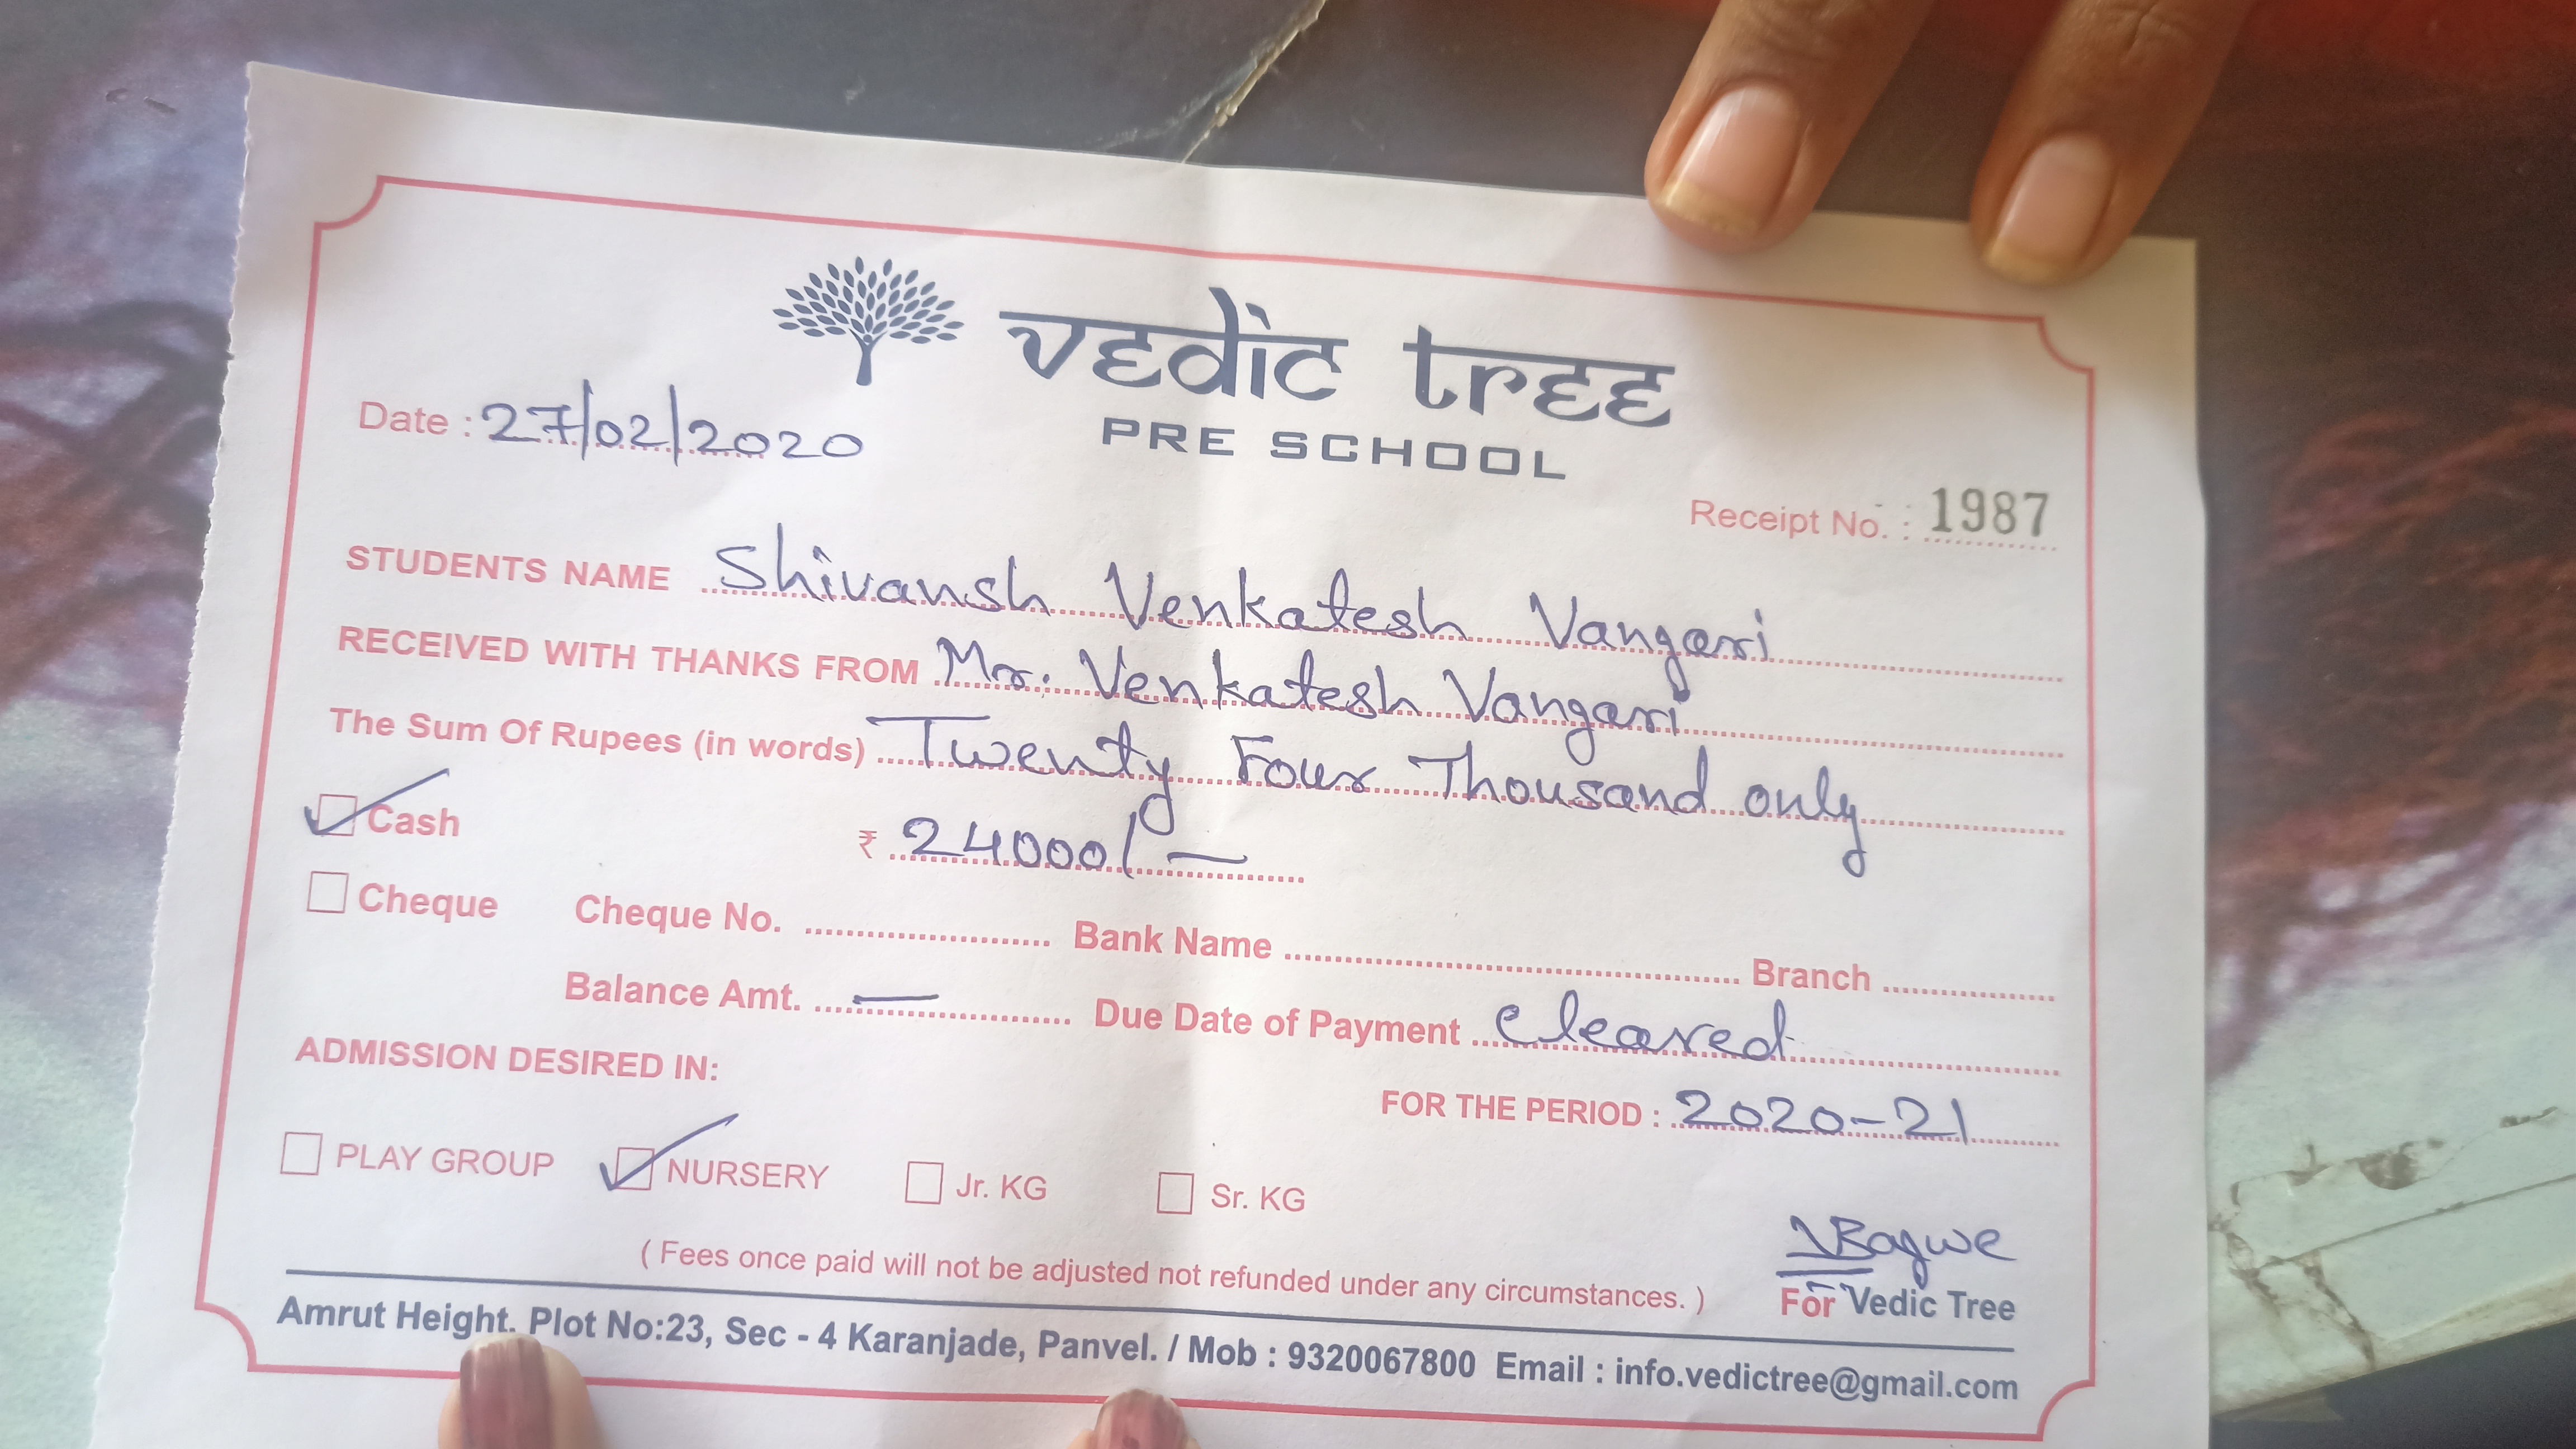 vedic tree
PRE SCHOOL
Date : 27/02/2020
Receipt No. : 1987
STUDENTS NAME Shivansh Venkatesh Vangari
RECEIVED WITH THANKS FROM Mr. Venkatesh Vangari
The Sum Of Rupees (in words) Twenty Four Thousand only
Cash ₹ 24000/-
Cheque Cheque No. Bank Name Branch
Balance Amt. — Due Date of Payment cleared
ADMISSION DESIRED IN:
FOR THE PERIOD : 2020-21
PLAY GROUP NURSERY Jr. KG Sr. KG
Bagwe
( Fees once paid will not be adjusted not refunded under any circumstances. ) For Vedic Tree
Amrut Height. Plot No:23, Sec - 4 Karanjade, Panvel. / Mob : 9320067800 Email : info.vedictree@gmail.com